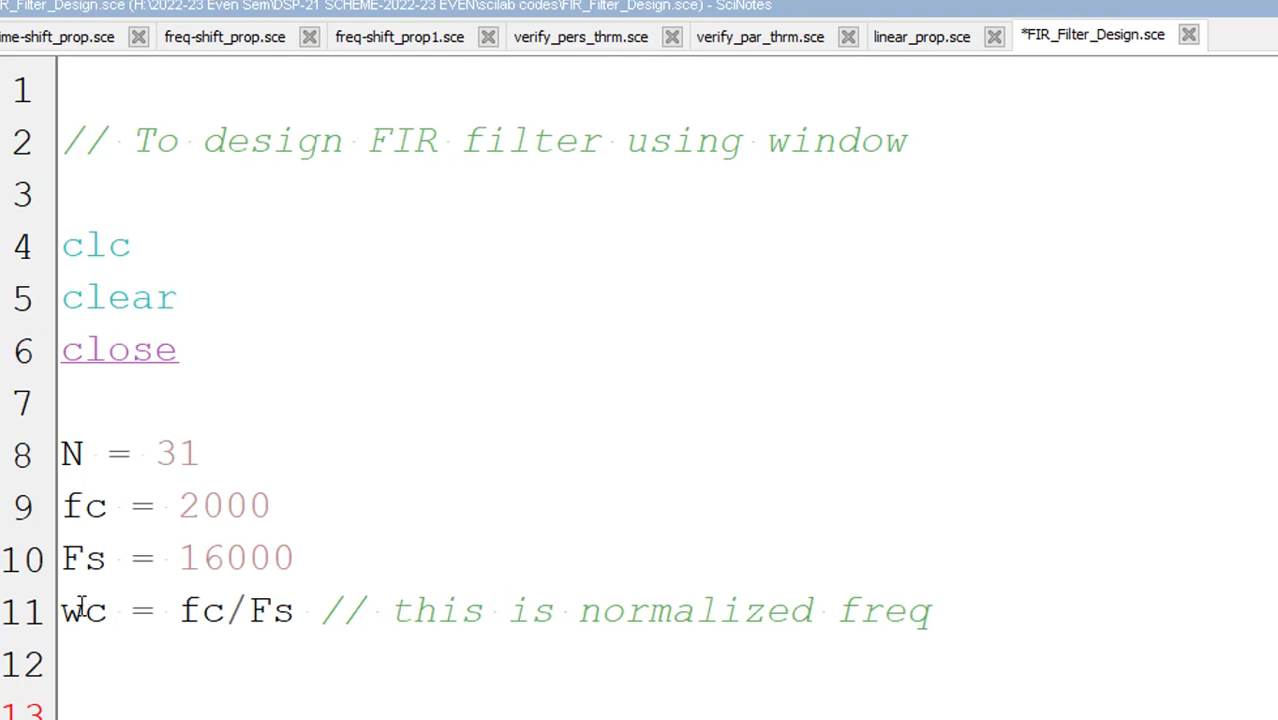 R_Filter_Design.sce (H:\2022-23 Even Sem\DSP-21 SCHEME-2022-23 EVEN\scilab codes\FIR_Filter_Design.sce) - SciNotes
me-shift_prop.sce freq-shift_prop.sce freq-shift_prop1.sce verify_pers_thrm.sce verify_par_thrm.sce linear_prop.sce *FIR_Filter_Design.sce
1
2 // To design FIR filter using window
3
4 clc
5 clear
6 close
7
8 N = 31
9 fc = 2000
10 Fs = 16000
11 wc = fc/Fs // this is normalized freq
12
13